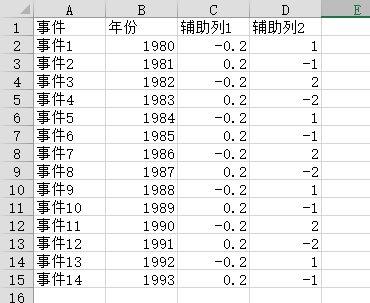 A B C D E
1 事件 年份 辅助列1 辅助列2
2 事件1 1980 -0.2 1
3 事件2 1981 0.2 -1
4 事件3 1982 -0.2 2
5 事件4 1983 0.2 -2
6 事件5 1984 -0.2 1
7 事件6 1985 0.2 -1
8 事件7 1986 -0.2 2
9 事件8 1987 0.2 -2
10 事件9 1988 -0.2 1
11 事件10 1989 0.2 -1
12 事件11 1990 -0.2 2
13 事件12 1991 0.2 -2
14 事件13 1992 -0.2 1
15 事件14 1993 0.2 -1
16